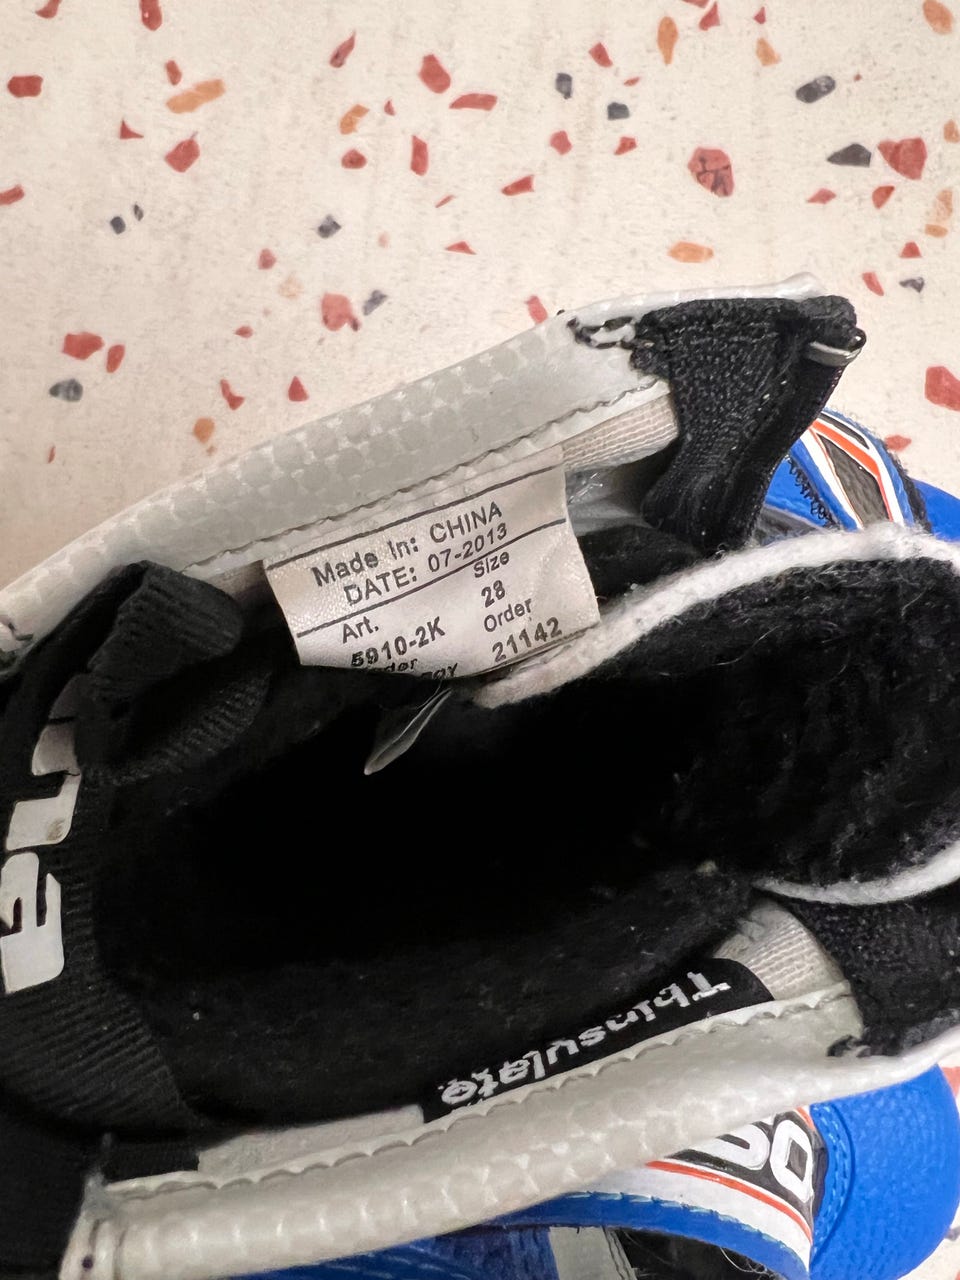 Made In: CHINA
DATE: 07-2013
Art. Size
5910-2K 28
Order
21142
Thinsulate